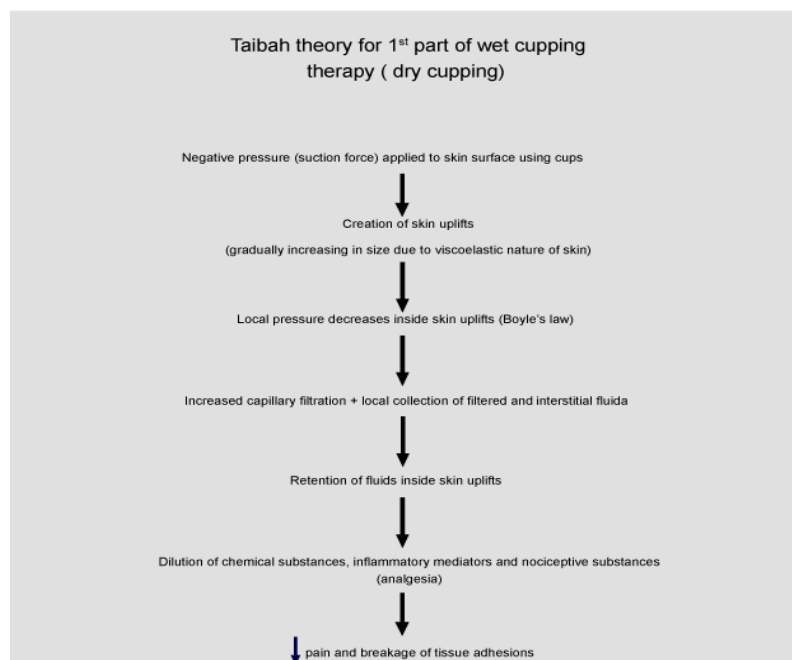 Taibah theory for 1st part of wet cupping
therapy ( dry cupping)
Negative pressure (suction force) applied to skin surface using cups
Creation of skin uplifts
(gradually increasing in size due to viscoelastic nature of skin)
Local pressure decreases inside skin uplifts (Boyle's law)
Increased capillary filtration + local collection of filtered and interstitial fluida
Retention of fluids inside skin uplifts
Dilution of chemical substances, inflammatory mediators and nociceptive substances
(analgesia)
pain and breakage of tissue adhesions